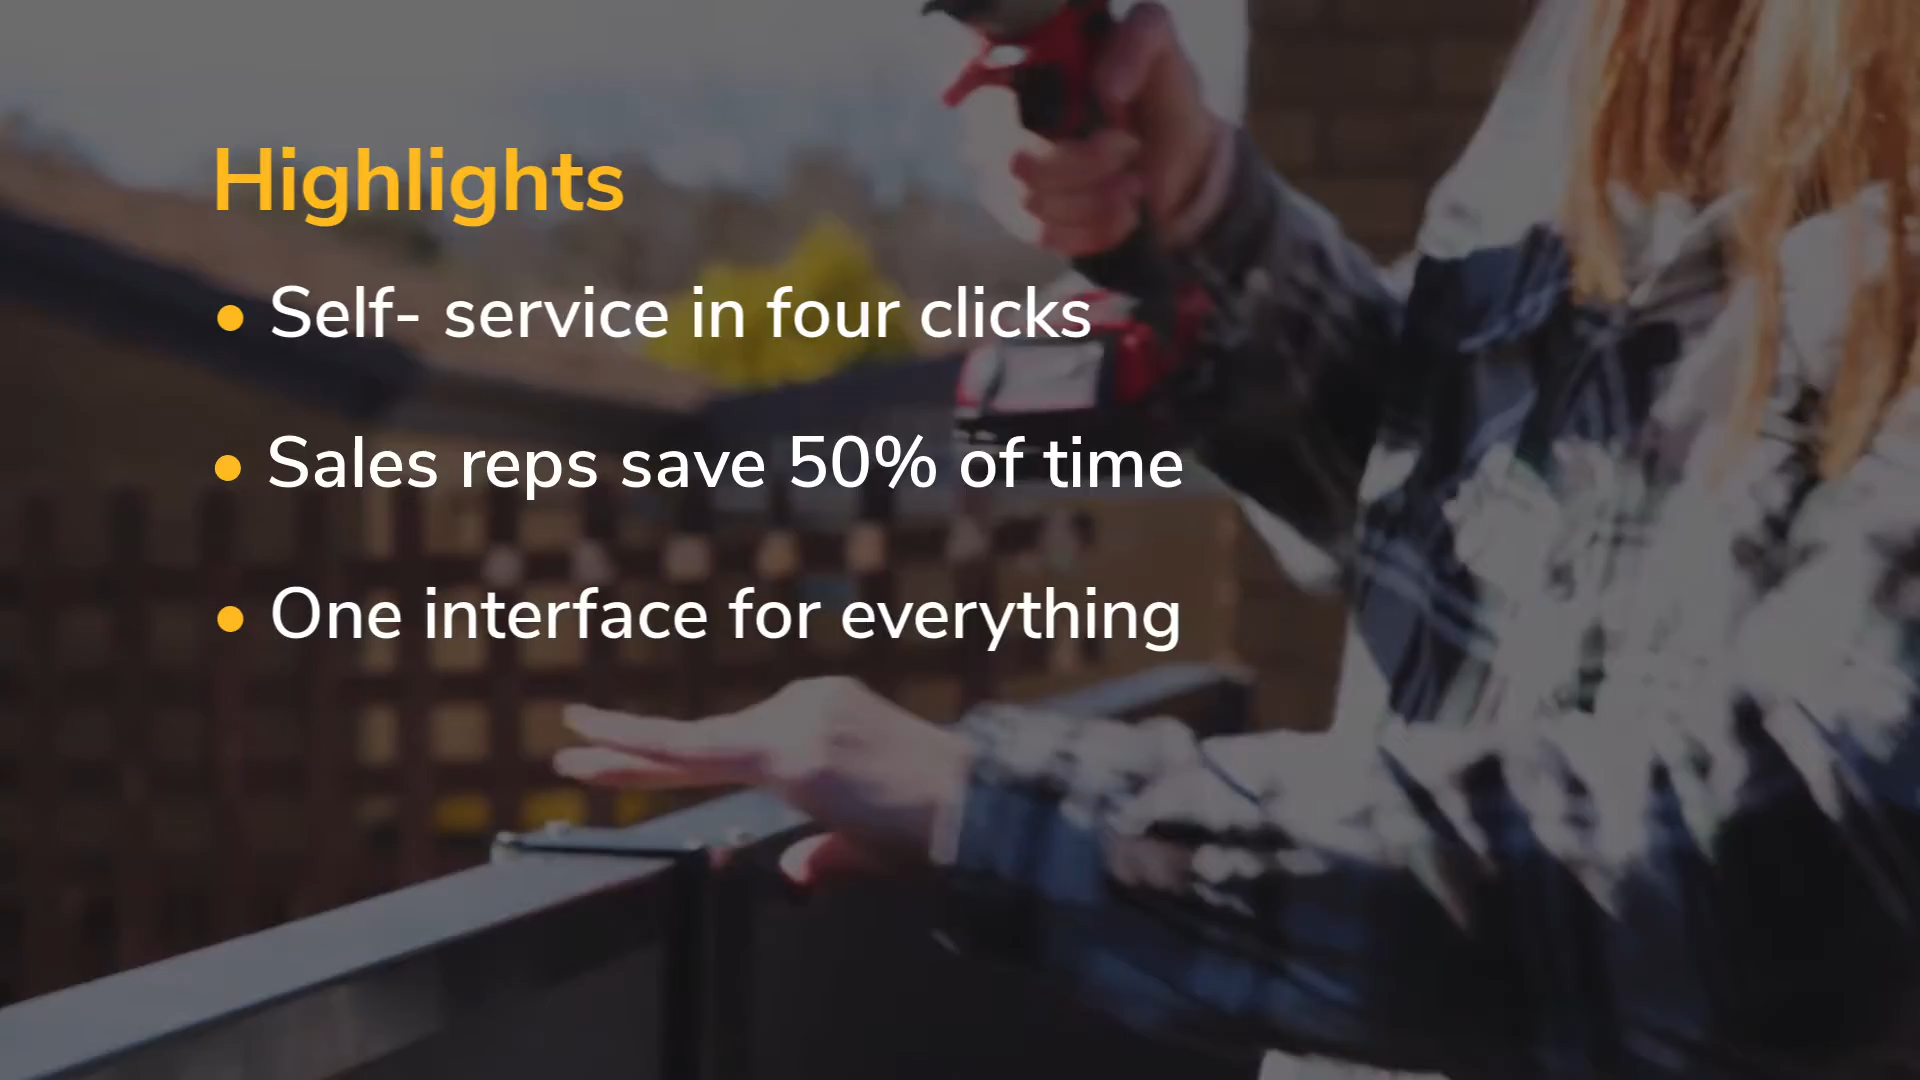 Highlights
• Self- service in four clicks
• Sales reps save 50% of time
• One interface for everything